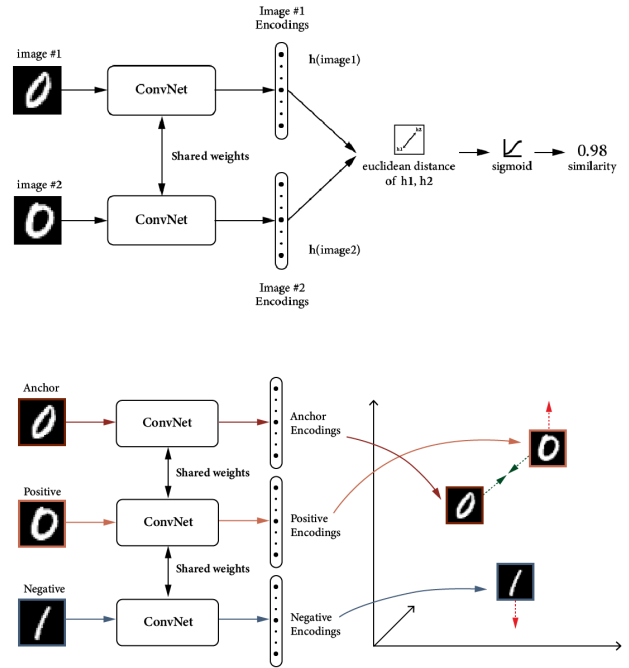 Image #1
Encodings
image #1
h(image1)
ConvNet
Shared weights
h2
h1
euclidean distance
of h1, h2
sigmoid
0.98
similarity
image #2
ConvNet
h(image2)
Image #2
Encodings
Anchor
ConvNet
Anchor
Encodings
Shared weights
Positive
ConvNet
Positive
Encodings
Shared weights
Negative
ConvNet
Negative
Encodings